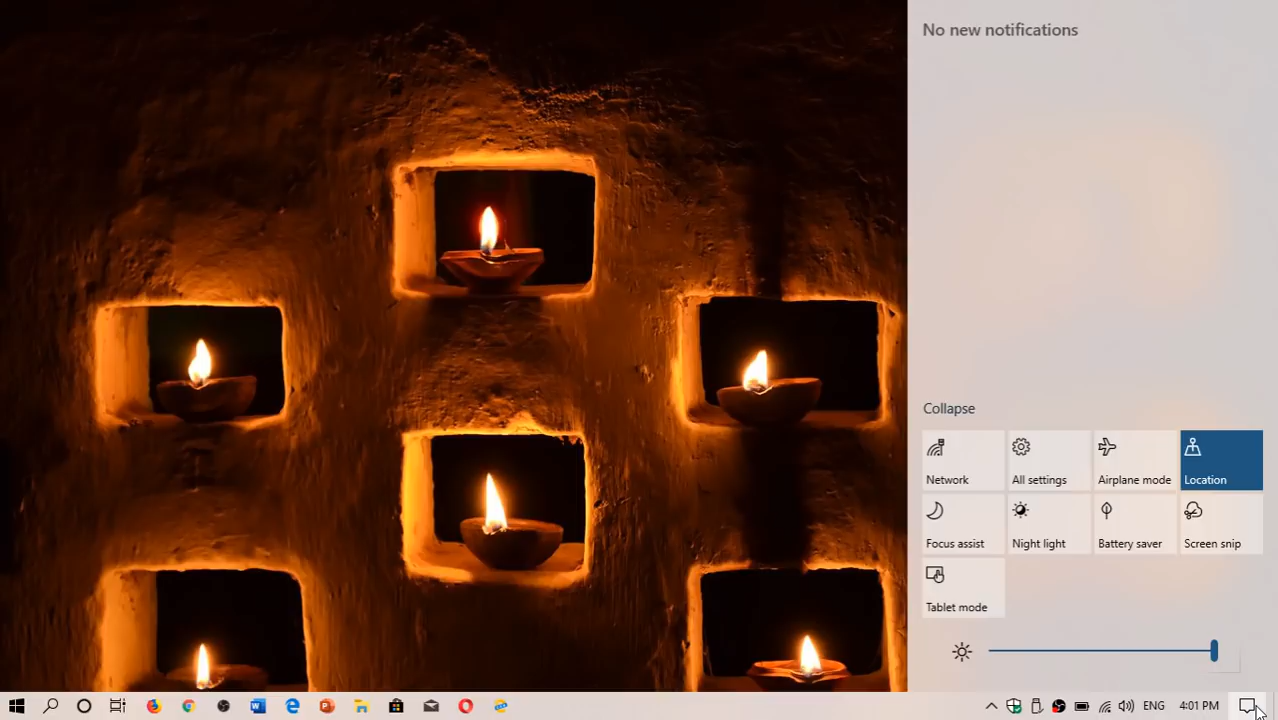 No new notifications
Collapse
Network
All settings
Airplane mode
Location
Focus assist
Night light
Battery saver
Screen snip
Tablet mode
ENG
4:01 PM